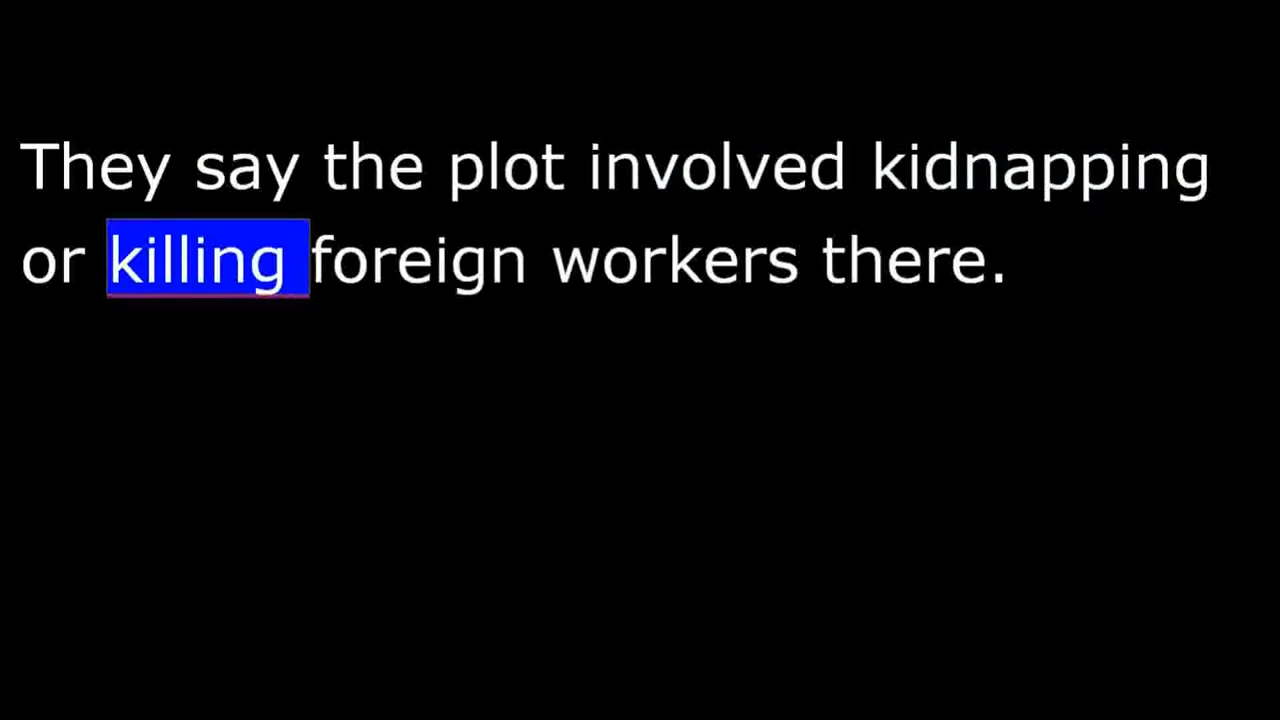 They say the plot involved kidnapping
or killing foreign workers there.